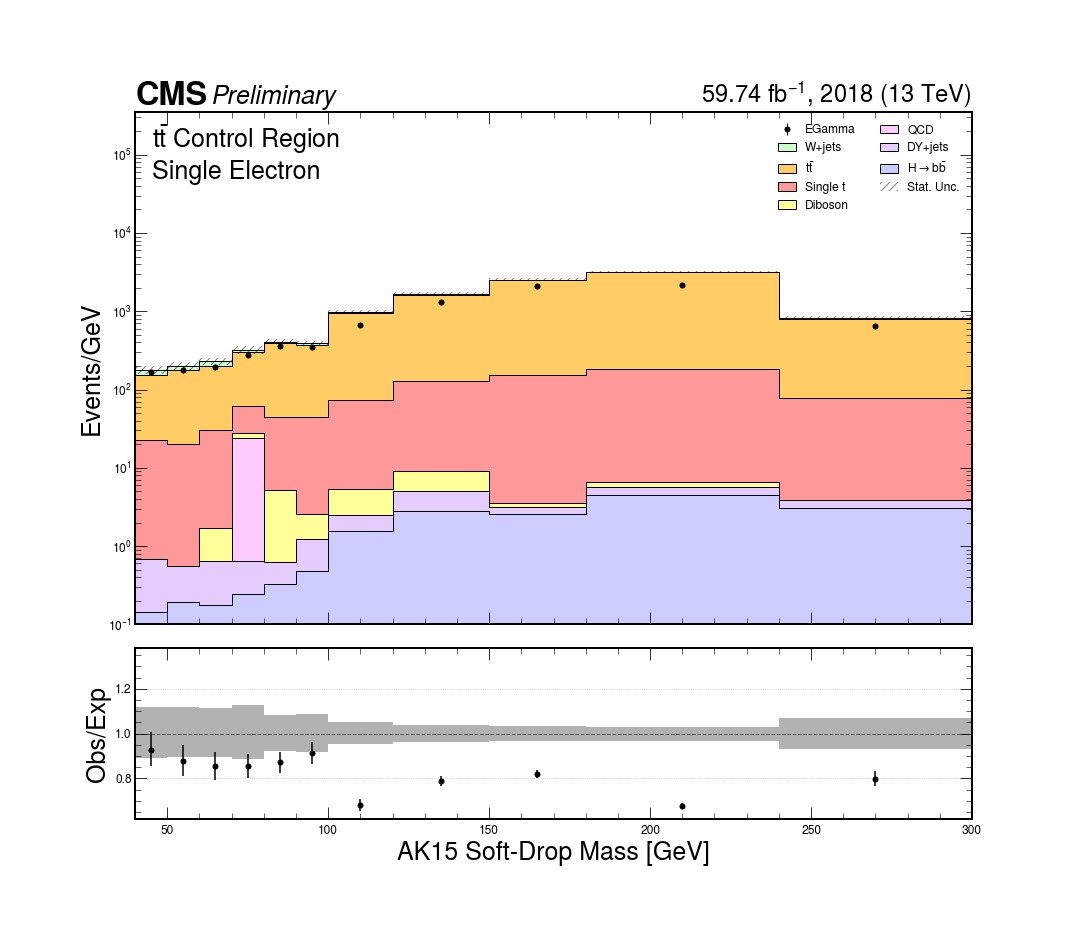 CMS Preliminary
59.74 fb⁻¹, 2018 (13 TeV)
tt̄ Control Region
Single Electron
EGamma
W+jets
tt̄
Single t
Diboson
QCD
DY+jets
H→bb̄
Stat. Unc.
Events/GeV
10⁵
10⁴
10³
10²
10¹
10⁰
10⁻¹
Obs/Exp
1.2
1.0
0.8
50 100 150 200 250 300
AK15 Soft-Drop Mass [GeV]